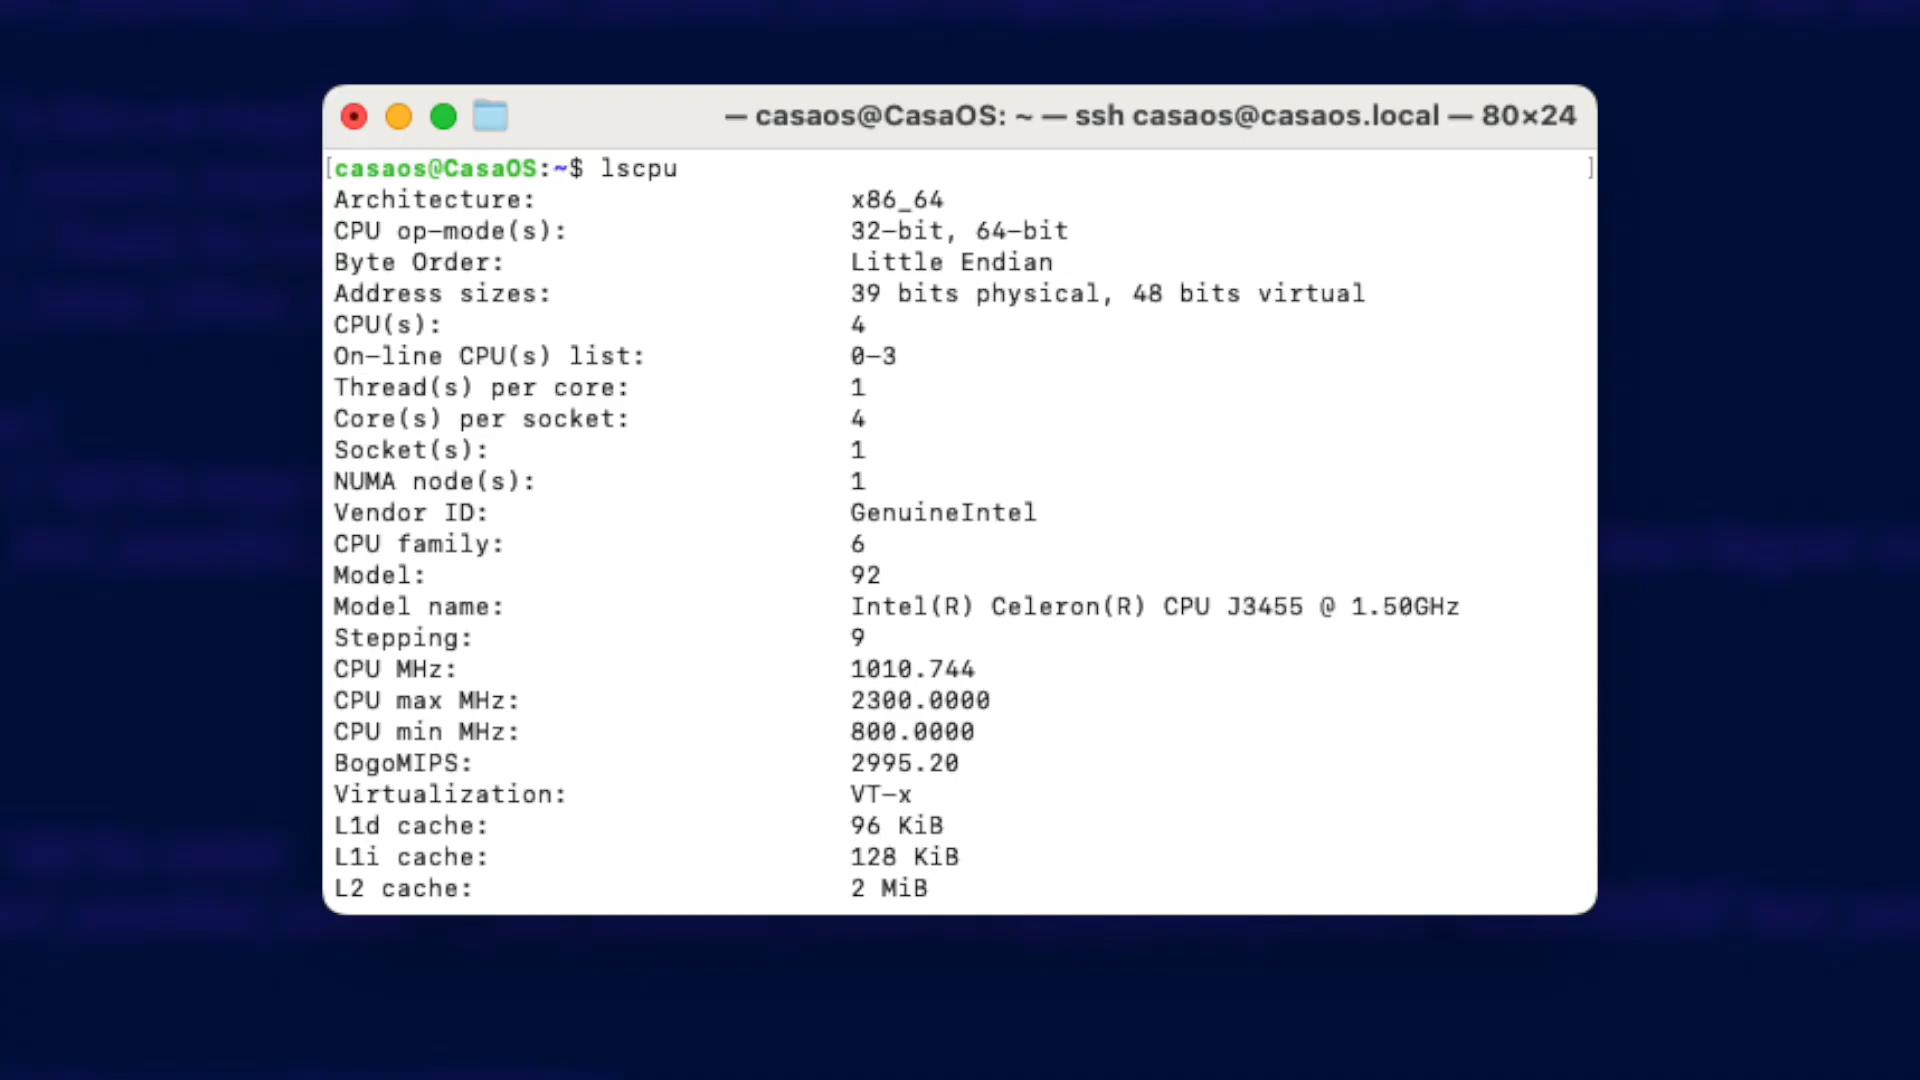 — casaos@CasaOS: ~ — ssh casaos@casaos.local — 80×24
[casaos@CasaOS:~$ lscpu ]
Architecture: x86_64
CPU op-mode(s): 32-bit, 64-bit
Byte Order: Little Endian
Address sizes: 39 bits physical, 48 bits virtual
CPU(s): 4
On-line CPU(s) list: 0-3
Thread(s) per core: 1
Core(s) per socket: 4
Socket(s): 1
NUMA node(s): 1
Vendor ID: GenuineIntel
CPU family: 6
Model: 92
Model name: Intel(R) Celeron(R) CPU J3455 @ 1.50GHz
Stepping: 9
CPU MHz: 1010.744
CPU max MHz: 2300.0000
CPU min MHz: 800.0000
BogoMIPS: 2995.20
Virtualization: VT-x
L1d cache: 96 KiB
L1i cache: 128 KiB
L2 cache: 2 MiB